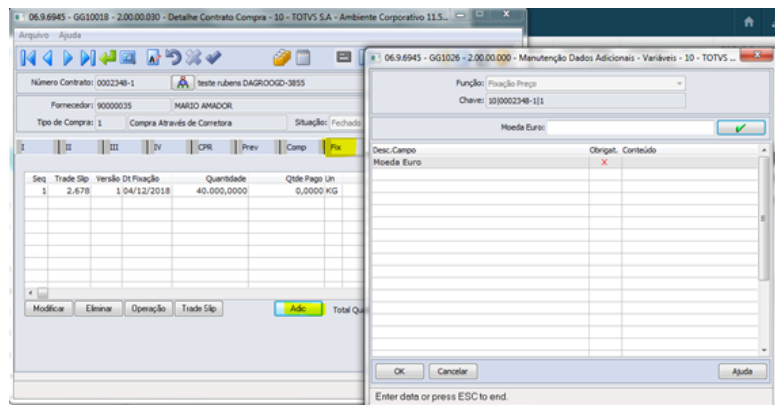 06.9.6945 - GG10018 - 2.00.00.030 - Detalhe Contrato Compra - 10 - TOTVS S.A - Ambiente Corporativo 11.5...
Arquivo Ajuda
Número Contrato: 0002348-1 teste rubens DAGROOGD-3855
Fornecedor: 90000035 MARIO AMADOR
Tipo de Compra: 1 Compra Através de Corretora Situação: Fechado
I II III IV CPR Prev Comp Fix
Seq Trade Slip Versão Dt Fixação Quantidade Qtde Pago Un
1 2.678 1 04/12/2018 40.000,0000 0,0000 KG
Modificar Eliminar Operação Trade Slip Adic Total Qua
06.9.6945 - GG1026 - 2.00.00.000 - Manutenção Dados Adicionais - Variáveis - 10 - TOTVS ...
Função: Fixação Preço
Chave: 10|0002348-1|1
Moeda Euro:
Desc.Campo Obrigat. Conteúdo
Moeda Euro X
OK Cancelar Ajuda
Enter data or press ESC to end.